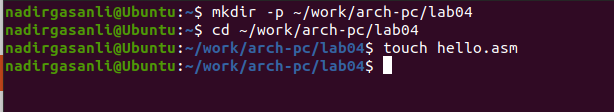 nadirgasanli@Ubuntu:~$ mkdir -p ~/work/arch-pc/lab04
nadirgasanli@Ubuntu:~$ cd ~/work/arch-pc/lab04
nadirgasanli@Ubuntu:~/work/arch-pc/lab04$ touch hello.asm
nadirgasanli@Ubuntu:~/work/arch-pc/lab04$